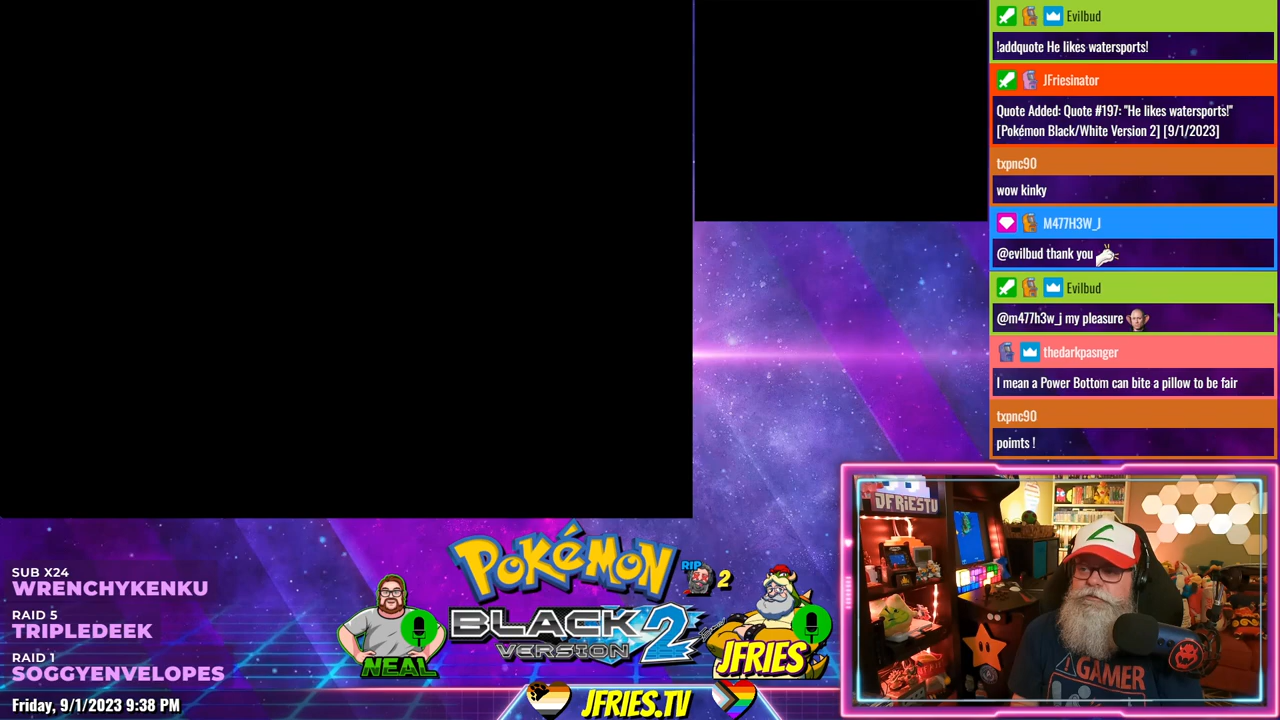 Evilbud
!addquote He likes watersports!
JFriesinator
Quote Added: Quote #197: "He likes watersports!"
[Pokémon Black/White Version 2] [9/1/2023]
txpnc90
wow kinky
M477H3W_J
@evilbud thank you
Evilbud
@m477h3w_j my pleasure
thedarkpasnger
I mean a Power Bottom can bite a pillow to be fair
txpnc90
poimts !
SUB X24
WRENCHYKENKU
RAID 5
TRIPLEDEEK
RAID 1
SOGGYENVELOPES
Friday, 9/1/2023 9:38 PM
POKéMON
BLACK 2
VERSION
RIP
2
NEAL
JFRIES
JFRIES.TV
JFRIESTV
GAMER